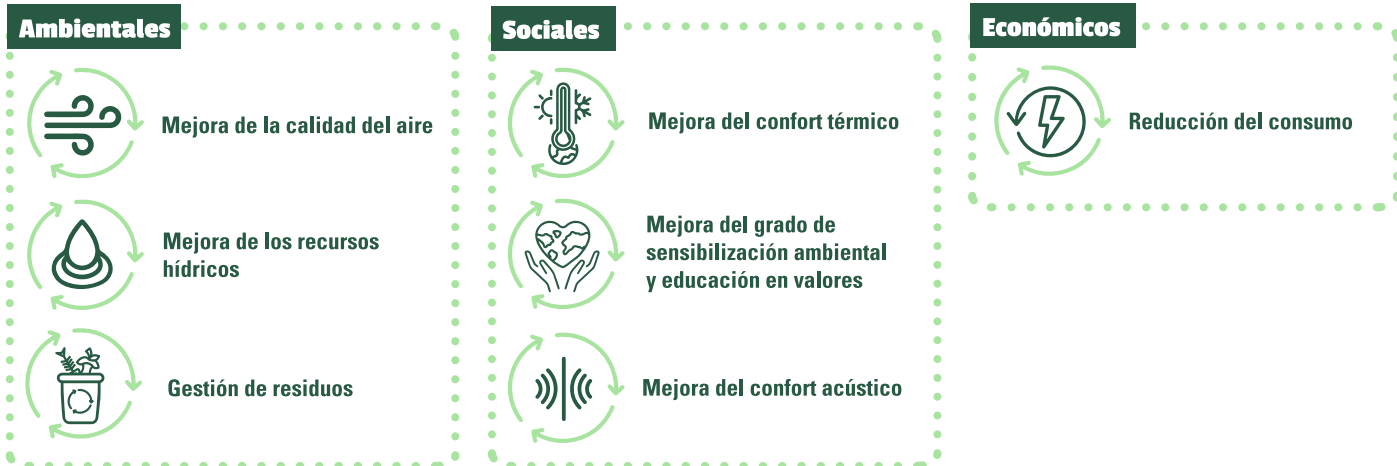 Ambientales
Mejora de la calidad del aire
Mejora de los recursos
hídricos
Gestión de residuos
Sociales
Mejora del confort térmico
Mejora del grado de
sensibilización ambiental
y educación en valores
Mejora del confort acústico
Económicos
Reducción del consumo